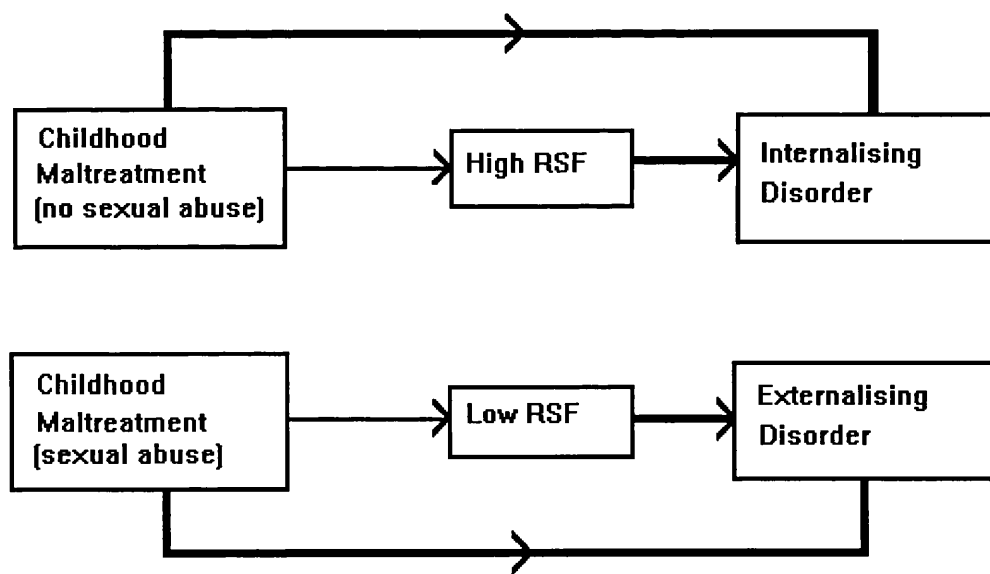 Childhood
Maltreatment
(no sexual abuse)
High RSF
Internalising
Disorder
Childhood
Maltreatment
(sexual abuse)
Low RSF
Externalising
Disorder